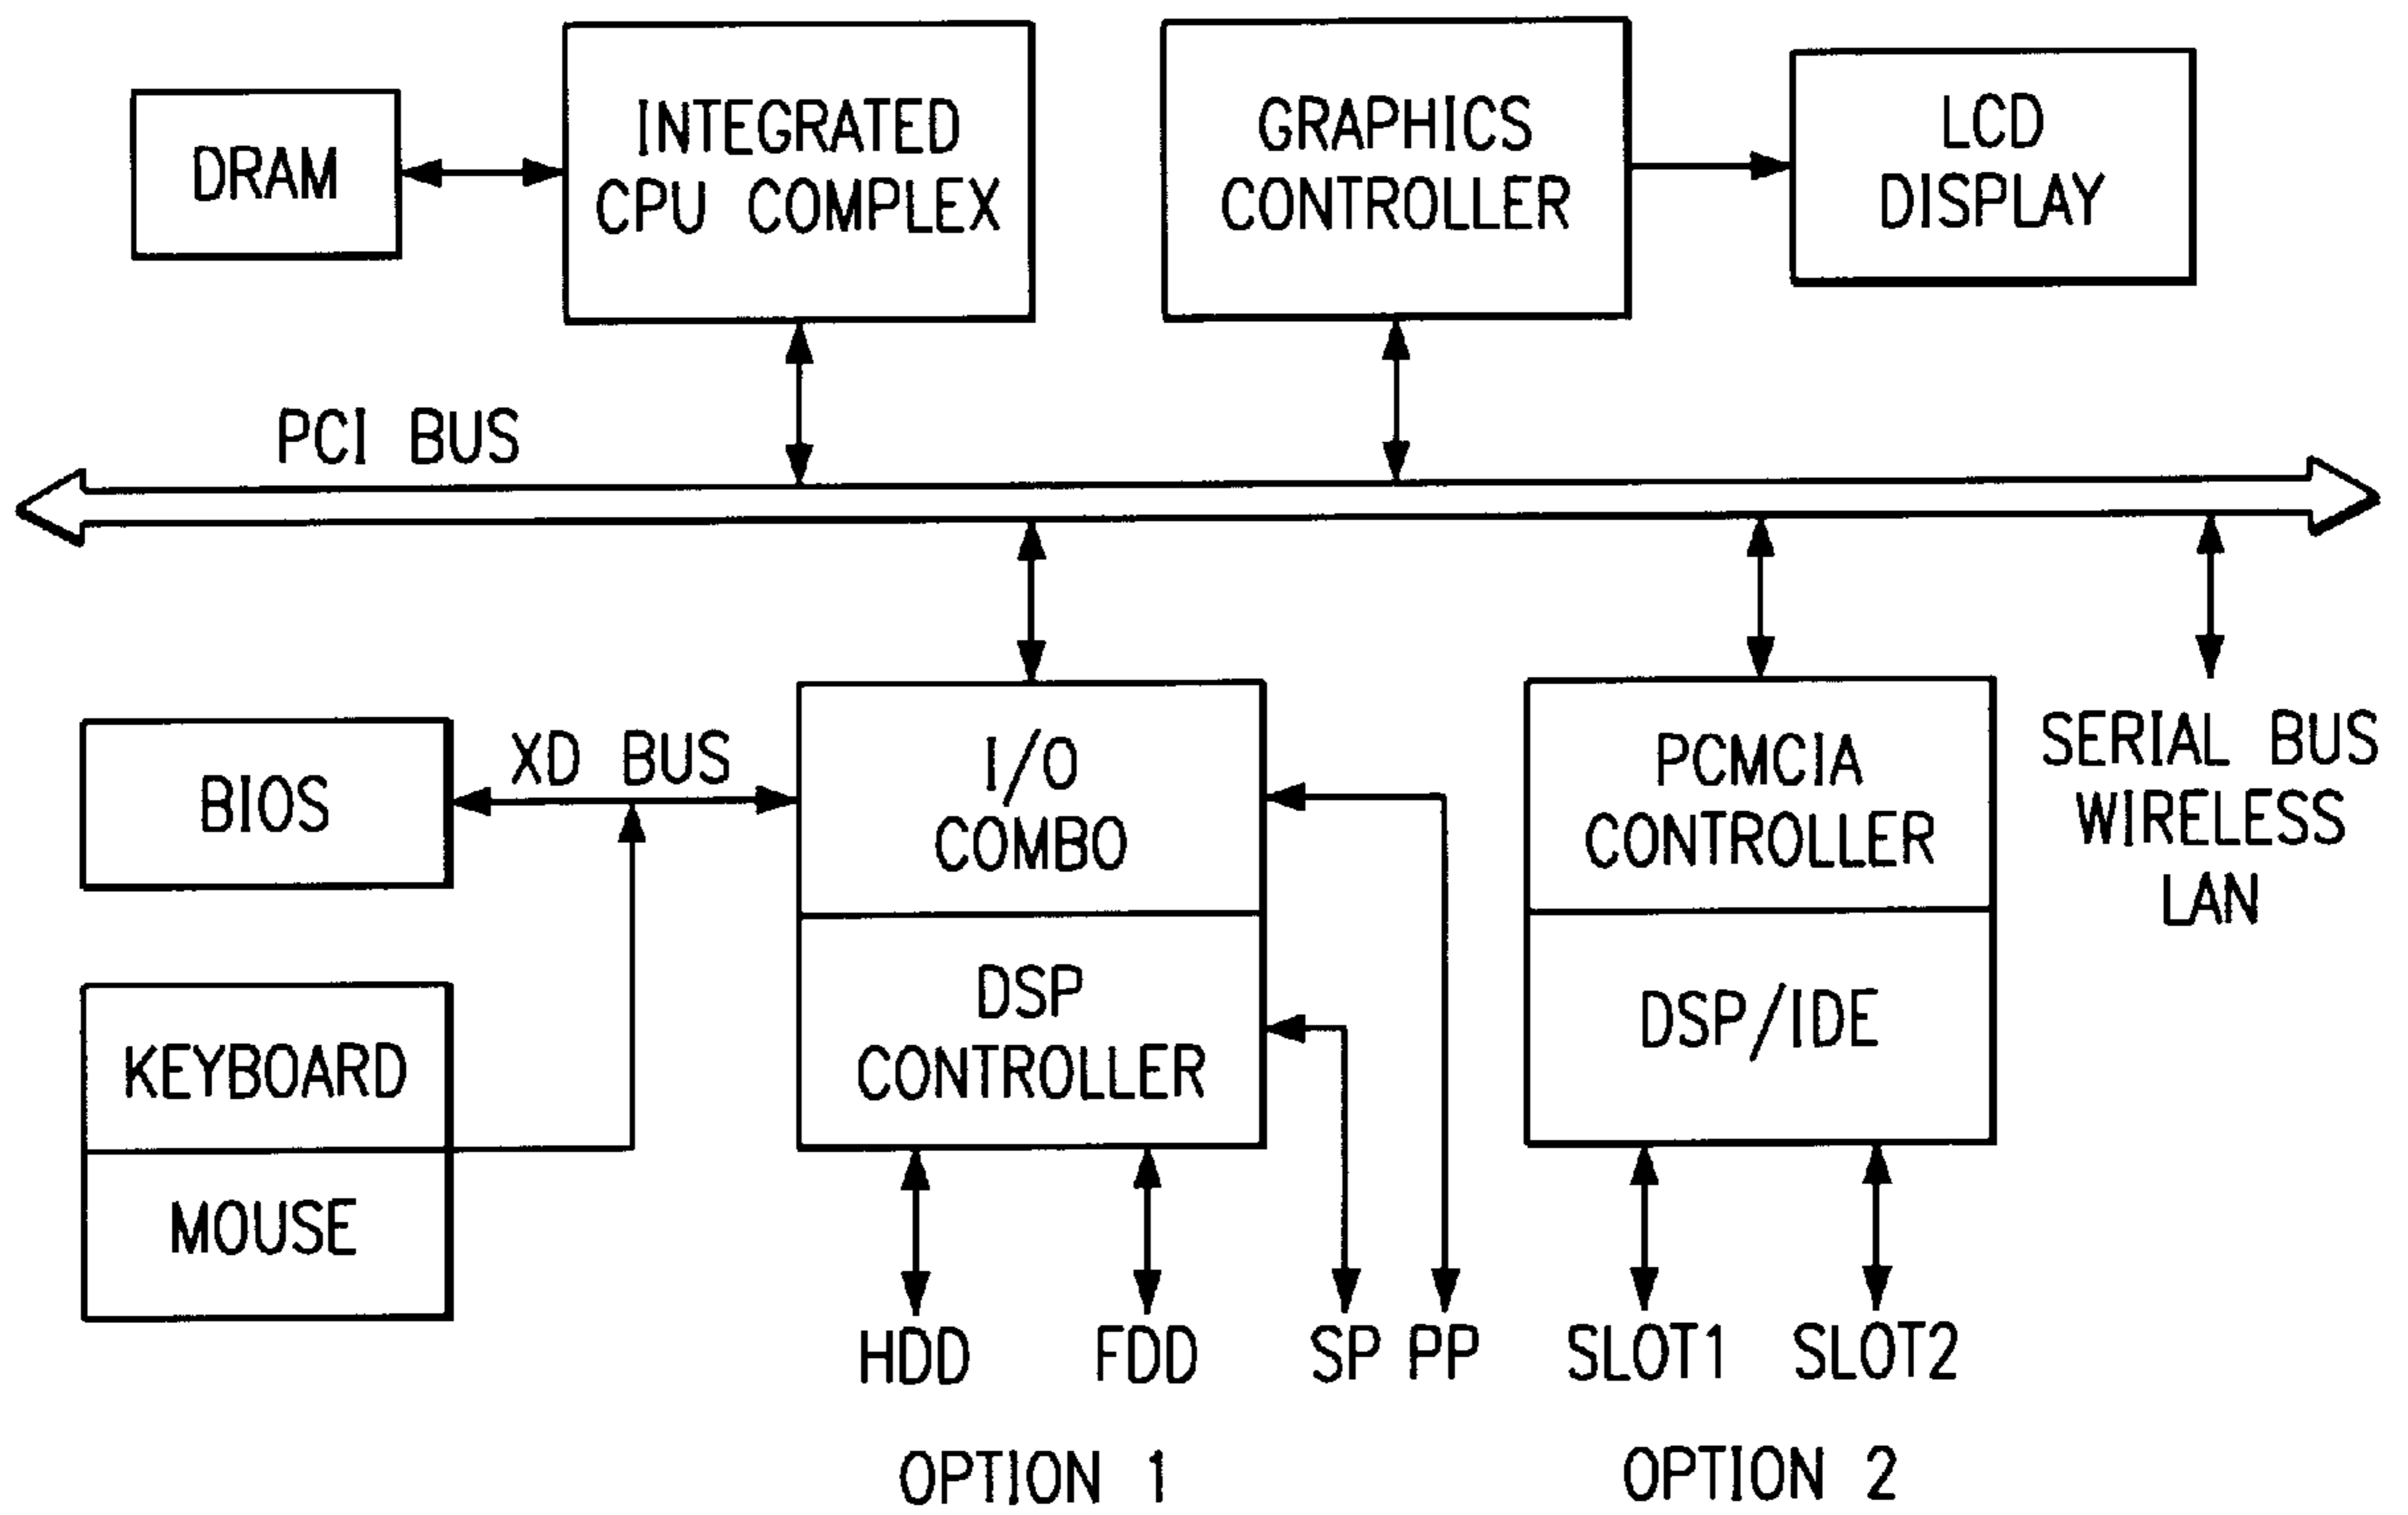 DRAM
INTEGRATED
CPU COMPLEX
GRAPHICS
CONTROLLER
LCD
DISPLAY
PCI BUS
BIOS
XD BUS
I/O
COMBO
PCMCIA
CONTROLLER
SERIAL BUS
WIRELESS
LAN
KEYBOARD
MOUSE
DSP
CONTROLLER
DSP/IDE
HDD
FDD
SP
PP
SLOT1
SLOT2
OPTION 1
OPTION 2